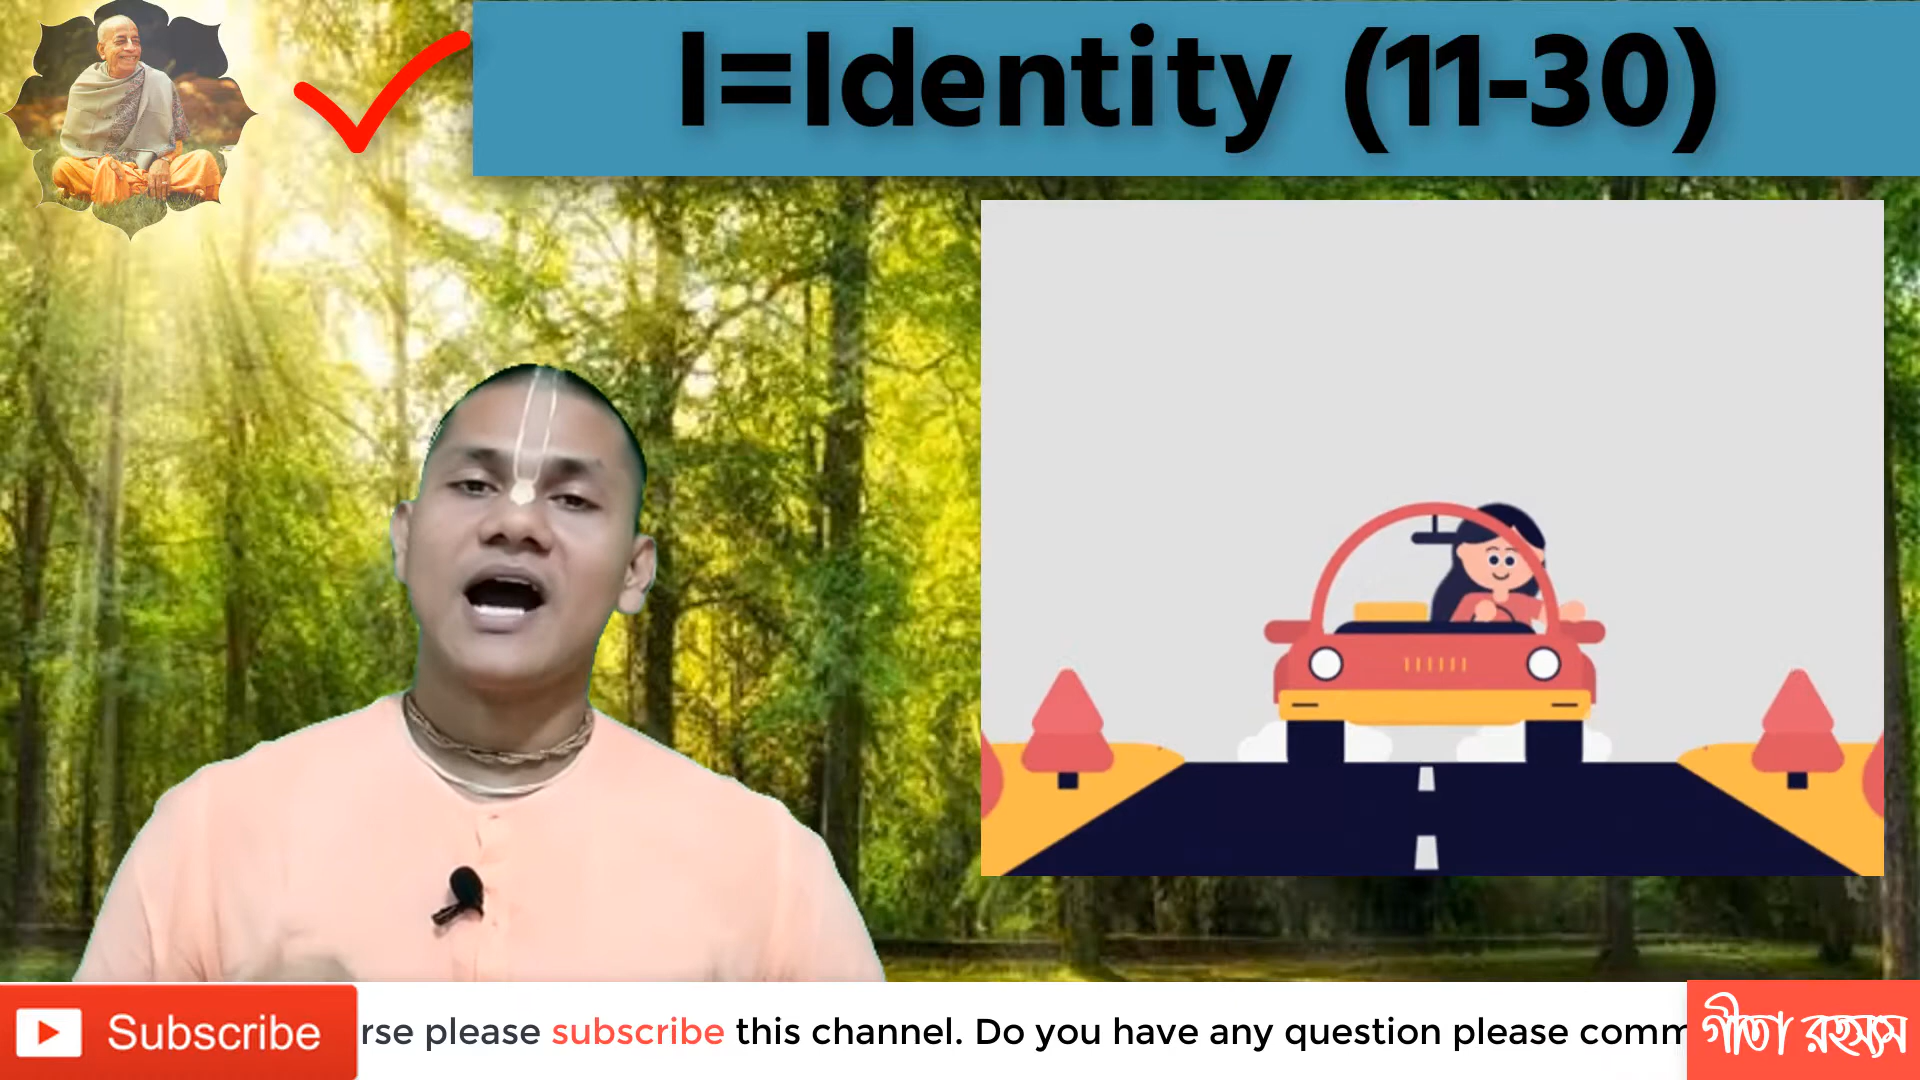 I=Identity (11-30)
Subscribe
rse please subscribe this channel. Do you have any question please comm
গীতা রহস্য